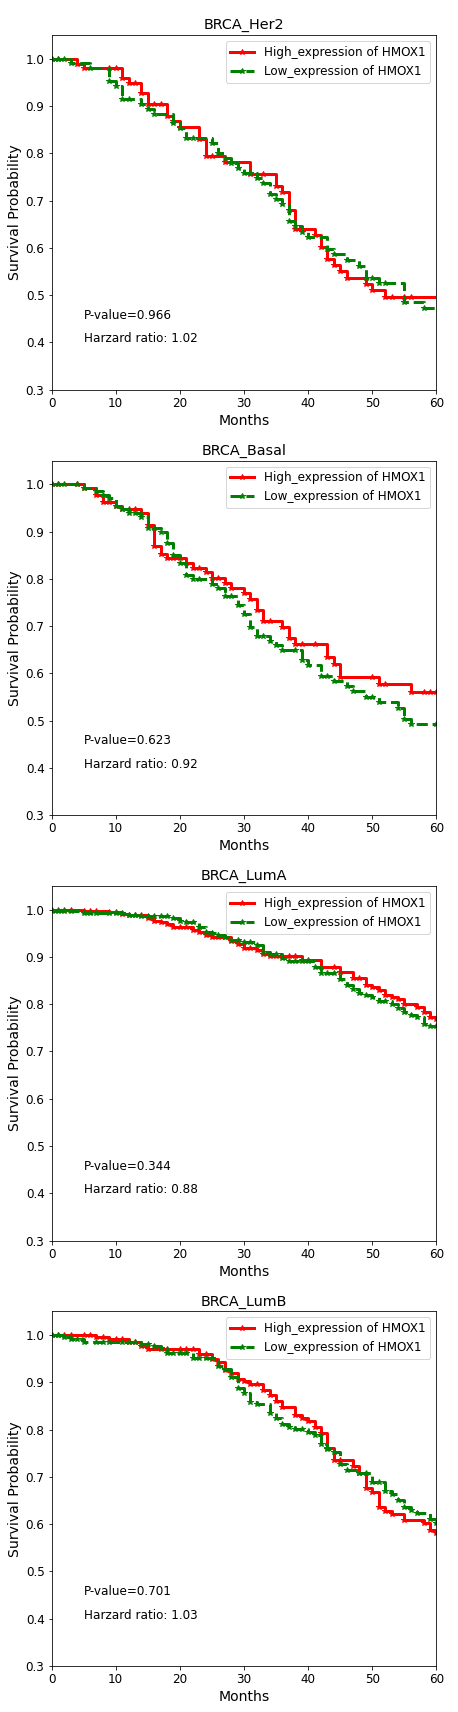 BRCA_Her2
High_expression of HMOX1
Low_expression of HMOX1
1.0
0.9
0.8
0.7
0.6
0.5
0.4
0.3
Survival Probability
P-value=0.966
Harzard ratio: 1.02
0 10 20 30 40 50 60
Months
BRCA_Basal
High_expression of HMOX1
Low_expression of HMOX1
1.0
0.9
0.8
0.7
0.6
0.5
0.4
0.3
Survival Probability
P-value=0.623
Harzard ratio: 0.92
0 10 20 30 40 50 60
Months
BRCA_LumA
High_expression of HMOX1
Low_expression of HMOX1
1.0
0.9
0.8
0.7
0.6
0.5
0.4
0.3
Survival Probability
P-value=0.344
Harzard ratio: 0.88
0 10 20 30 40 50 60
Months
BRCA_LumB
High_expression of HMOX1
Low_expression of HMOX1
1.0
0.9
0.8
0.7
0.6
0.5
0.4
0.3
Survival Probability
P-value=0.701
Harzard ratio: 1.03
0 10 20 30 40 50 60
Months